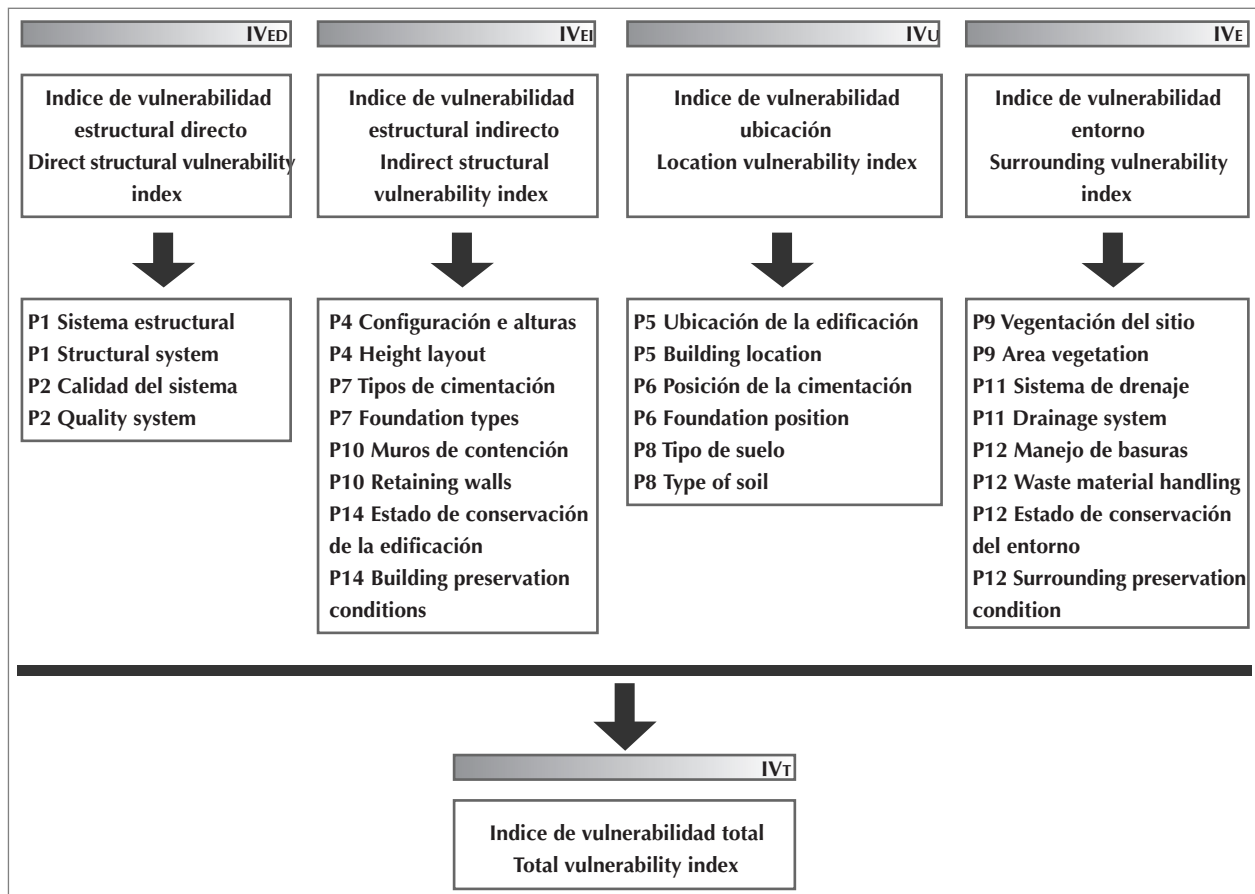 IVED
Indice de vulnerabilidad
estructural directo
Direct structural vulnerability
index
P1 Sistema estructural
P1 Structural system
P2 Calidad del sistema
P2 Quality system
IVEI
Indice de vulnerabilidad
estructural indirecto
Indirect structural
vulnerability index
P4 Configuración e alturas
P4 Height layout
P7 Tipos de cimentación
P7 Foundation types
P10 Muros de contención
P10 Retaining walls
P14 Estado de conservación
de la edificación
P14 Building preservation
conditions
IVU
Indice de vulnerabilidad
ubicación
Location vulnerability index
P5 Ubicación de la edificación
P5 Building location
P6 Posición de la cimentación
P6 Foundation position
P8 Tipo de suelo
P8 Type of soil
IVE
Indice de vulnerabilidad
entorno
Surrounding vulnerability
index
P9 Vegentación del sitio
P9 Area vegetation
P11 Sistema de drenaje
P11 Drainage system
P12 Manejo de basuras
P12 Waste material handling
P12 Estado de conservación
del entorno
P12 Surrounding preservation
condition
IVT
Indice de vulnerabilidad total
Total vulnerability index